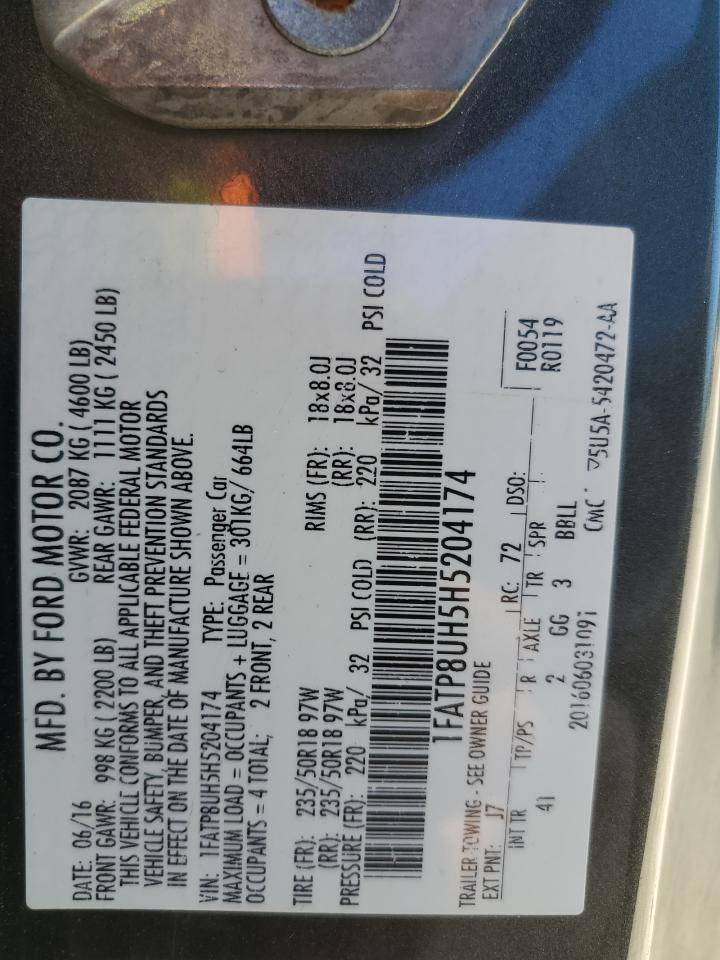 MFD. BY FORD MOTOR CO.
DATE: 06/16 GVWR: 2087 KG ( 4600 LB)
FRONT GAWR: 998 KG ( 2200 LB) REAR GAWR: 1111 KG ( 2450 LB)
THIS VEHICLE CONFORMS TO ALL APPLICABLE FEDERAL MOTOR
VEHICLE SAFETY, BUMPER, AND THEFT PREVENTION STANDARDS
IN EFFECT ON THE DATE OF MANUFACTURE SHOWN ABOVE.
VIN: 1FATP8UH5H5204174 TYPE: Passenger Car
MAXIMUM LOAD = OCCUPANTS + LUGGAGE = 301KG/ 664LB
OCCUPANTS = 4 TOTAL; 2 FRONT, 2 REAR
TIRE (FR): 235/50R18 97W RIMS (FR): 18x8.0J
(RR): 235/50R18 97W (RR): 18x8.0J
PRESSURE (FR): 220 kPa/ 32 PSI COLD (RR): 220 kPa/ 32 PSI COLD
1FATP8UH5H5204174
TRAILER TOWING - SEE OWNER GUIDE
EXT PNT: J7 RC: 72 DSO: F0054
R0119
INT TR TP/PS R AXLE TR SPR
41 2 GG 3 BBLL
201606031091 5U5A-5420472-AA